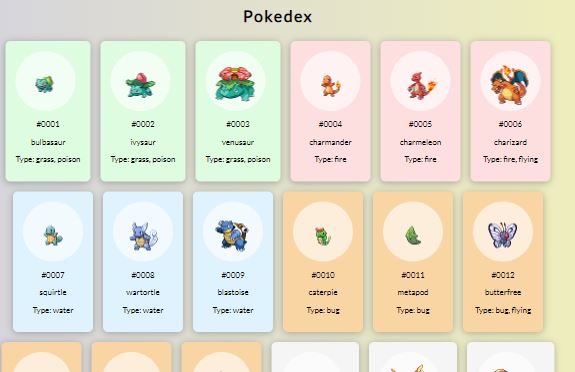 Pokedex
#0001
bulbasaur
Type: grass, poison
#0002
ivysaur
Type: grass, poison
#0003
venusaur
Type: grass, poison
#0004
charmander
Type: fire
#0005
charmeleon
Type: fire
#0006
charizard
Type: fire, flying
#0007
squirtle
Type: water
#0008
wartortle
Type: water
#0009
blastoise
Type: water
#0010
caterpie
Type: bug
#0011
metapod
Type: bug
#0012
butterfree
Type: bug, flying